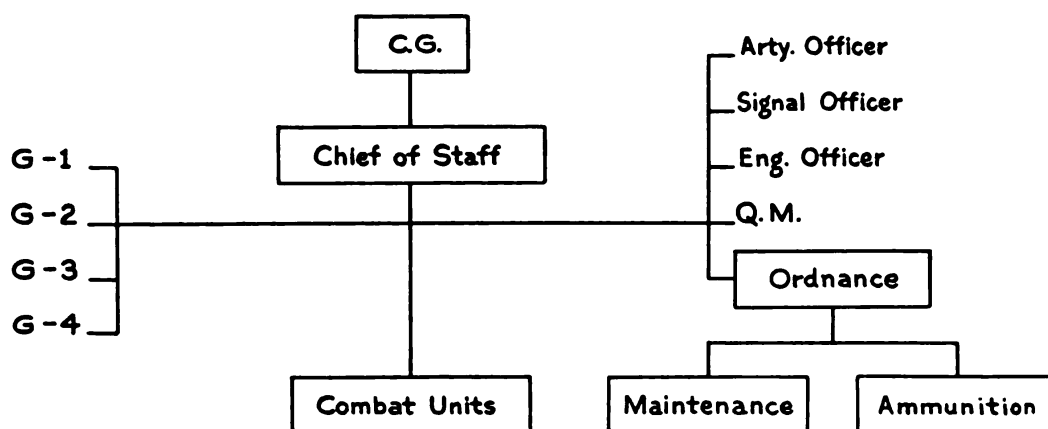 C.G.
Chief of Staff
G-1
G-2
G-3
G-4
Arty. Officer
Signal Officer
Eng. Officer
Q.M.
Ordnance
Combat Units
Maintenance
Ammunition